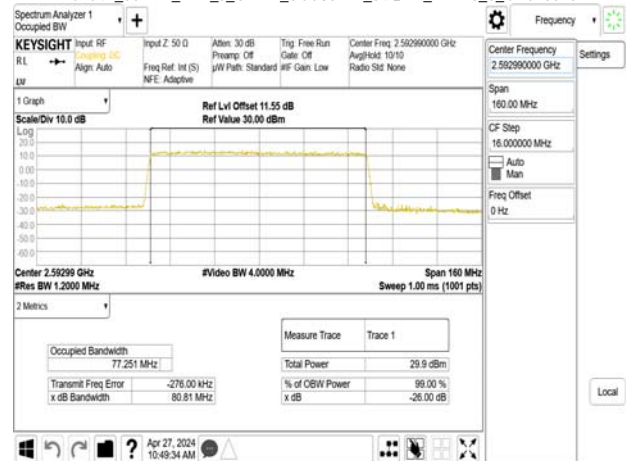 Spectrum Analyzer 1
Occupied BW
Frequency
KEYSIGHT
Input: RF
Input Z: 50 Ω
Atten: 30 dB
Trig: Free Run
Center Freq: 2.592990000 GHz
RL
Coupling: DC
Preamp: Off
Gate: Off
Avg|Hold: 10/10
Align: Auto
Freq Ref: Int (S)
µW Path: Standard
#IF Gain: Low
Radio Std: None
NFE: Adaptive
Center Frequency
2.592990000 GHz
Settings
Span
160.00 MHz
CF Step
16.000000 MHz
Auto
Man
Freq Offset
0 Hz
1 Graph
Ref Lvl Offset 11.55 dB
Scale/Div 10.0 dB
Ref Value 30.00 dBm
Log
20.0
10.0
0.00
-10.0
-20.0
-30.0
-40.0
-50.0
-60.0
Center 2.59299 GHz
#Video BW 4.0000 MHz
Span 160 MHz
#Res BW 1.2000 MHz
Sweep 1.00 ms (1001 pts)
2 Metrics
Measure Trace
Trace 1
Occupied Bandwidth
77.251 MHz
Total Power
29.9 dBm
Transmit Freq Error
-276.00 kHz
% of OBW Power
99.00 %
x dB Bandwidth
80.81 MHz
x dB
-26.00 dB
Local
Apr 27, 2024
10:49:34 AM